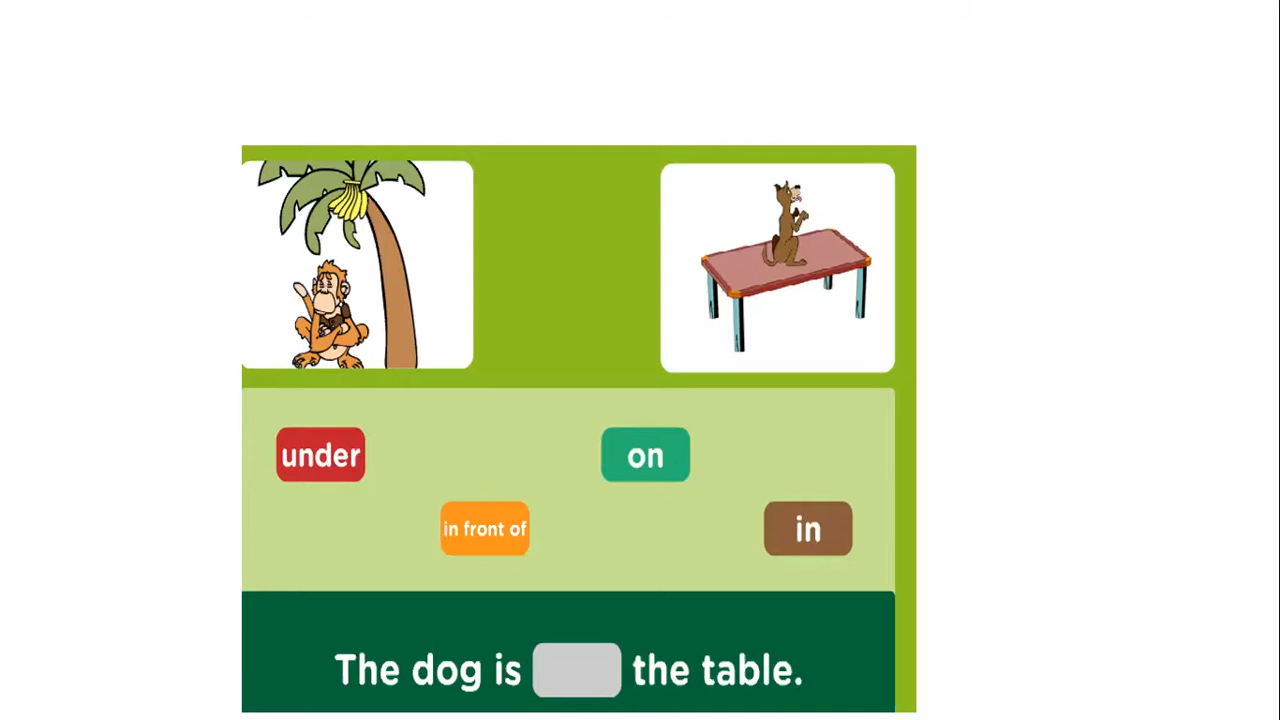 under
on
in front of
in
The dog is the table.